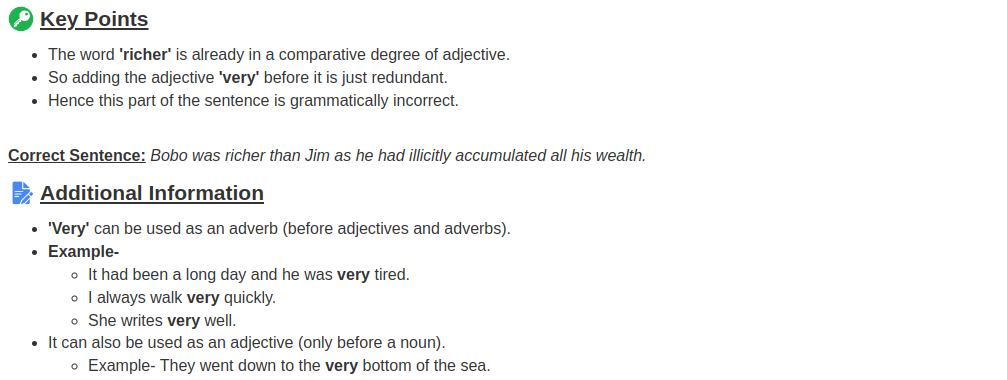 Key Points
• The word 'richer' is already in a comparative degree of adjective.
• So adding the adjective 'very' before it is just redundant.
• Hence this part of the sentence is grammatically incorrect.
Correct Sentence: Bobo was richer than Jim as he had illicitly accumulated all his wealth.
Additional Information
• 'Very' can be used as an adverb (before adjectives and adverbs).
• Example-
◦ It had been a long day and he was very tired.
◦ I always walk very quickly.
◦ She writes very well.
• It can also be used as an adjective (only before a noun).
◦ Example- They went down to the very bottom of the sea.